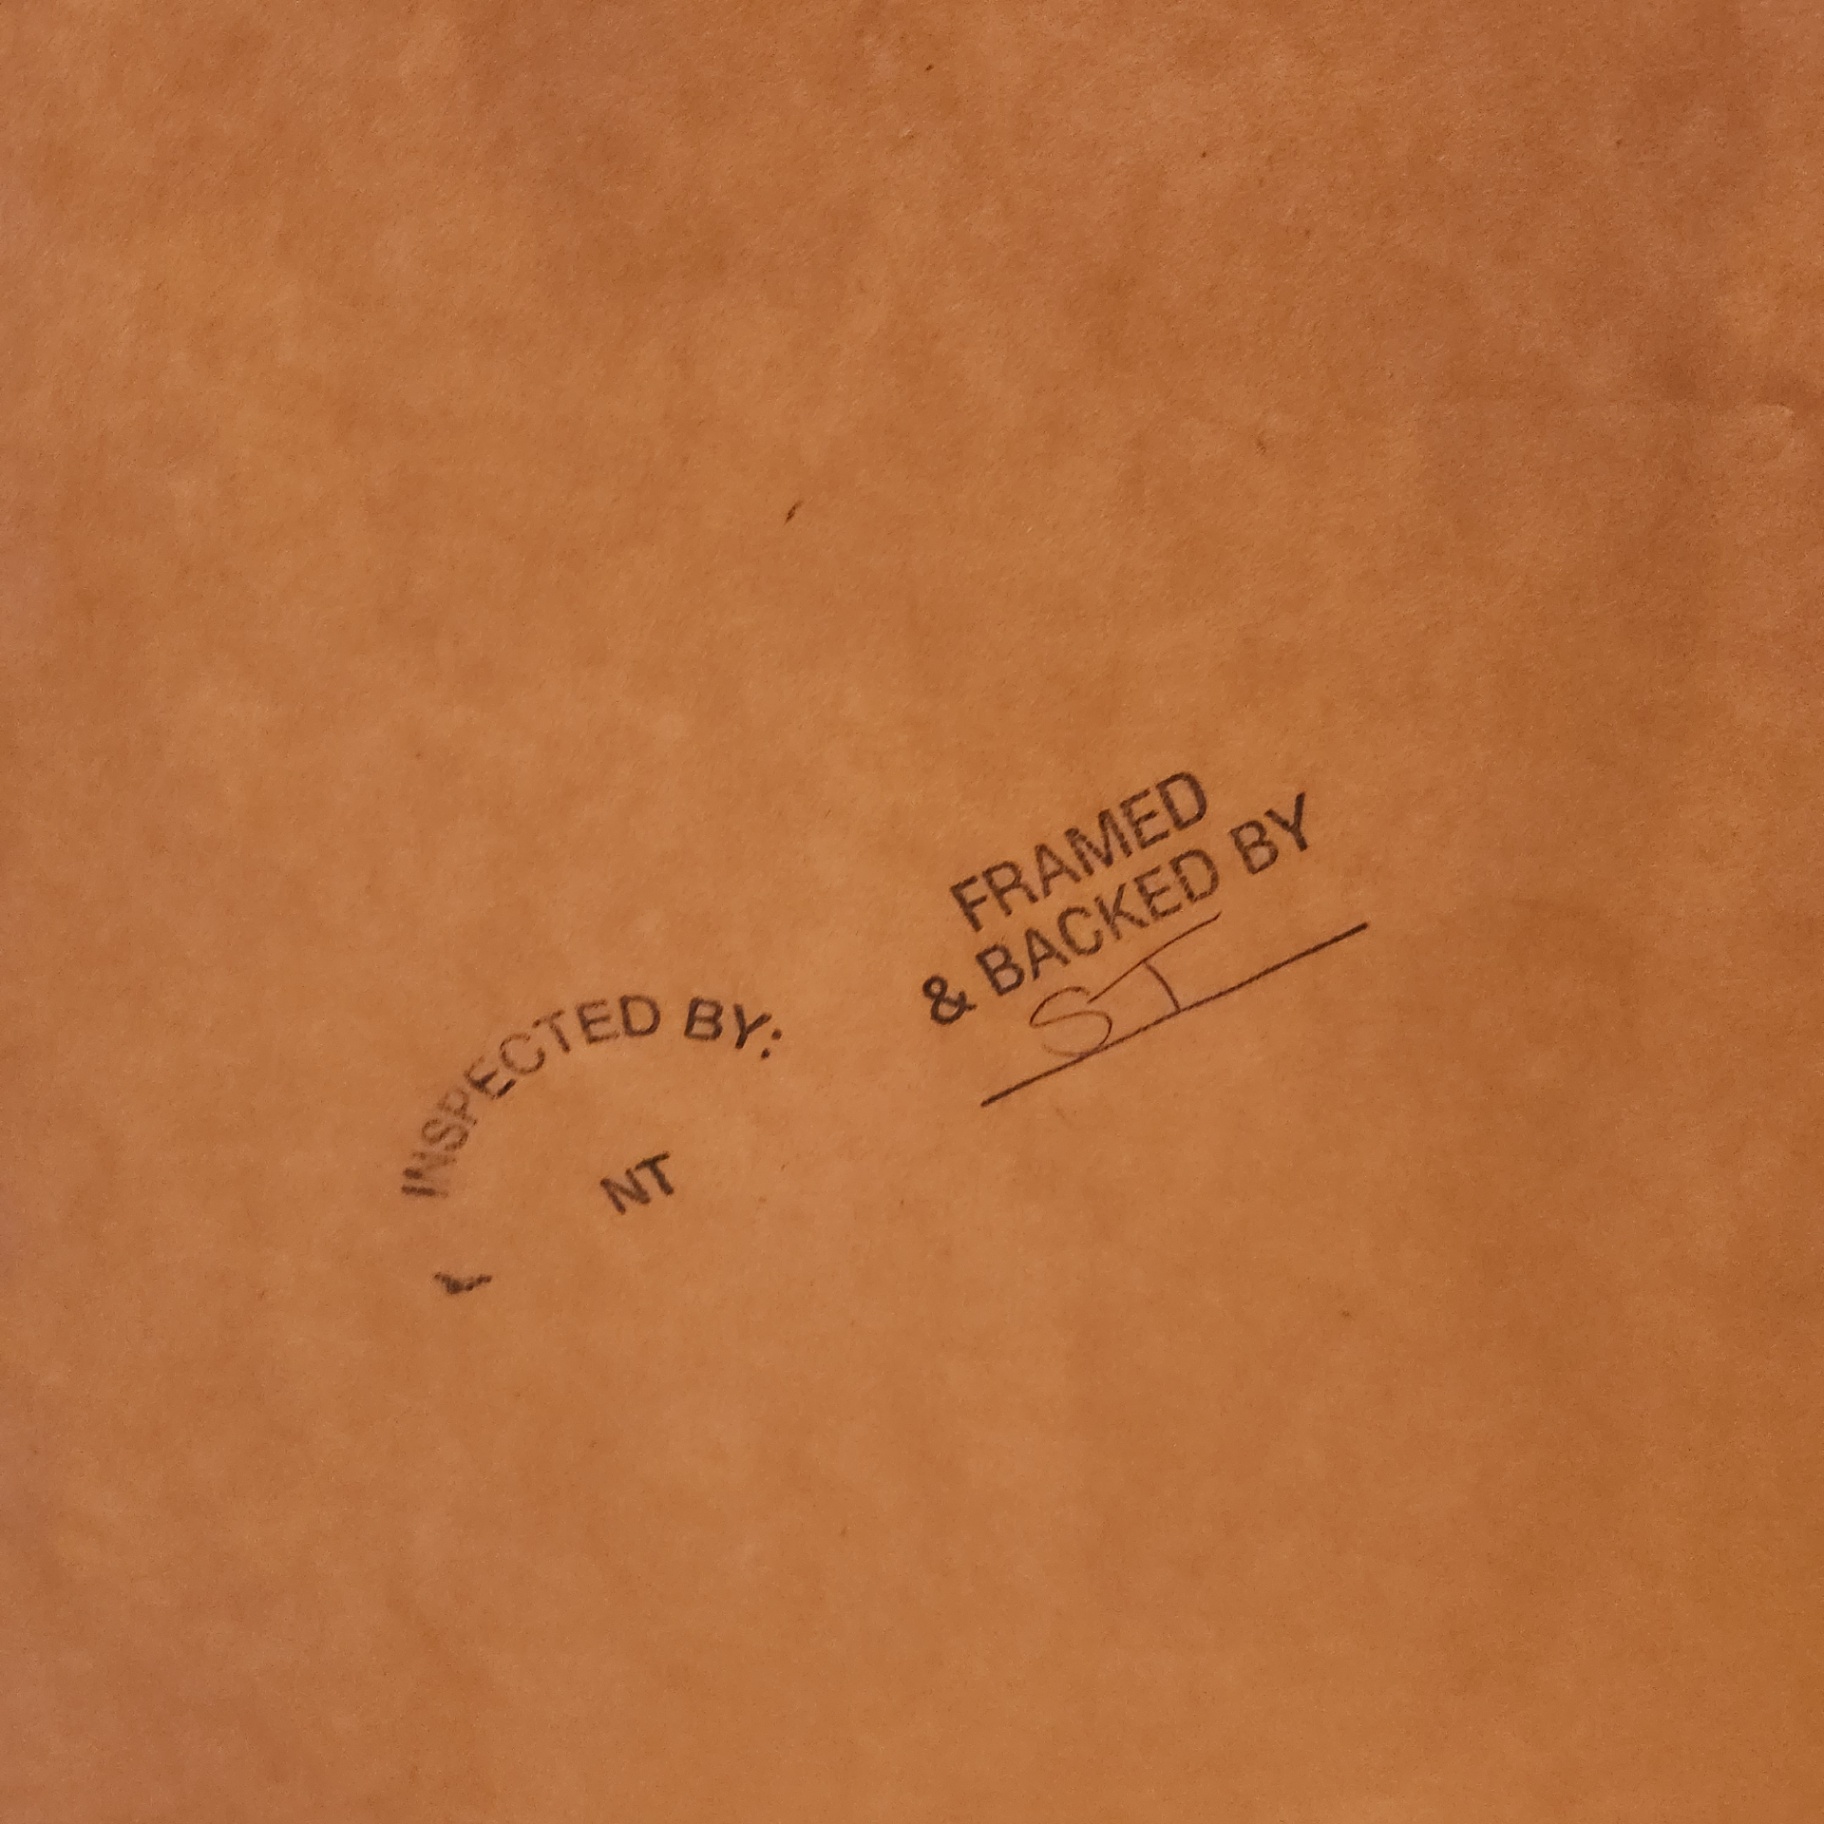 FRAMED
& BACKED BY
ST
INSPECTED BY:
NT